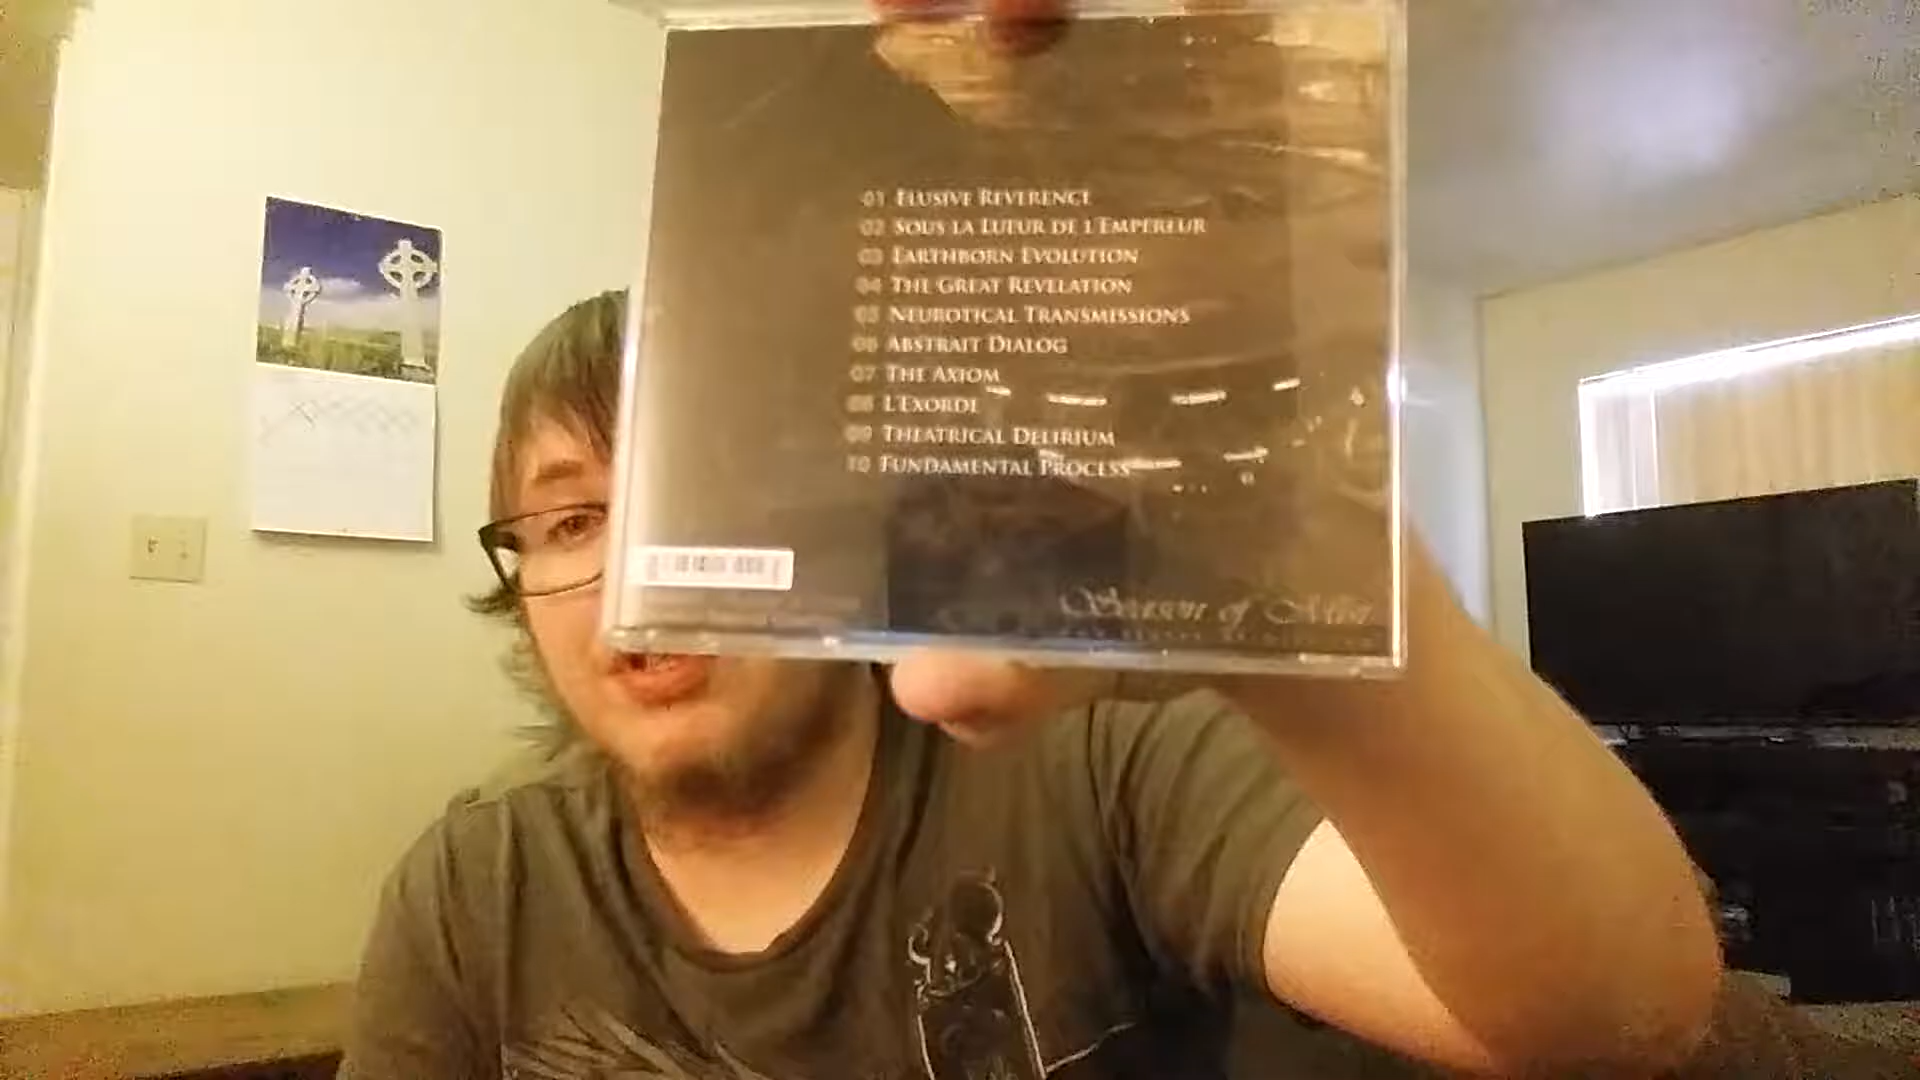 01 Elusive Reverence
02 Sous la Lueur de l'Empereur
03 Earthborn Evolution
04 The Great Revelation
05 Neurotical Transmissions
06 Abstrait Dialog
07 The Axiom
08 L'Exorde
09 Theatrical Delirium
10 Fundamental Process
Season of Mist